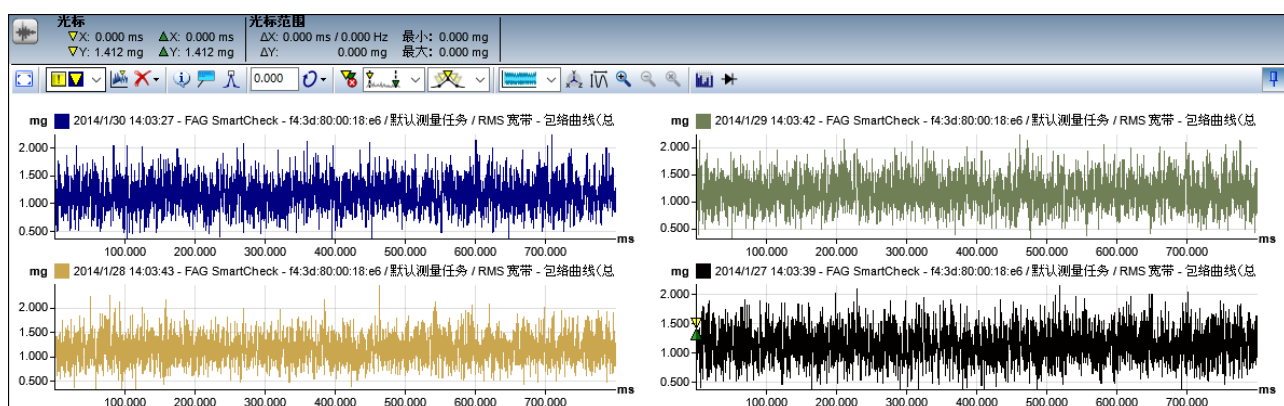 光标
X: 0.000 ms X: 0.000 ms
Y: 1.412 mg Y: 1.412 mg
光标范围
ΔX: 0.000 ms / 0.000 Hz 最小: 0.000 mg
ΔY: 0.000 mg 最大: 0.000 mg
0.000
mg 2014/1/30 14:03:27 - FAG SmartCheck - f4:3d:80:00:18:e6 / 默认测量任务 / RMS 宽带 - 包络曲线(总
2.000
1.500
1.000
0.500
100.000 200.000 300.000 400.000 500.000 600.000 700.000 ms
mg 2014/1/29 14:03:42 - FAG SmartCheck - f4:3d:80:00:18:e6 / 默认测量任务 / RMS 宽带 - 包络曲线(总
2.000
1.500
1.000
0.500
100.000 200.000 300.000 400.000 500.000 600.000 700.000 ms
mg 2014/1/28 14:03:43 - FAG SmartCheck - f4:3d:80:00:18:e6 / 默认测量任务 / RMS 宽带 - 包络曲线(总
2.000
1.500
1.000
0.500
100.000 200.000 300.000 400.000 500.000 600.000 700.000 ms
mg 2014/1/27 14:03:39 - FAG SmartCheck - f4:3d:80:00:18:e6 / 默认测量任务 / RMS 宽带 - 包络曲线(总
2.000
1.500
1.000
0.500
100.000 200.000 300.000 400.000 500.000 600.000 700.000 ms